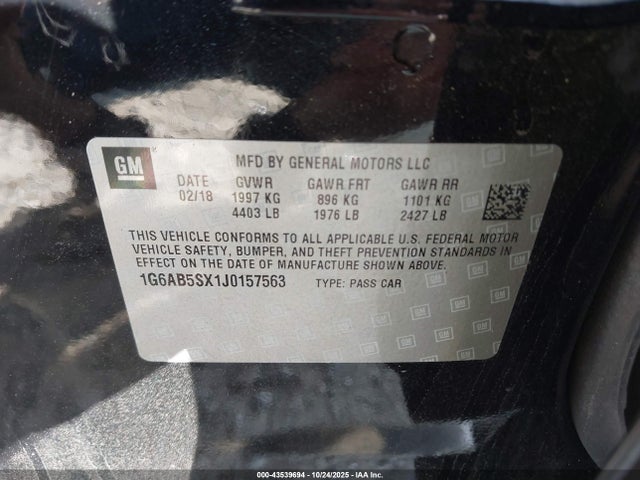 GM MFD BY GENERAL MOTORS LLC
DATE GVWR GAWR FRT GAWR RR
02/18 1997 KG 896 KG 1101 KG
4403 LB 1976 LB 2427 LB
THIS VEHICLE CONFORMS TO ALL APPLICABLE U.S. FEDERAL MOTOR
VEHICLE SAFETY, BUMPER, AND THEFT PREVENTION STANDARDS IN
EFFECT ON THE DATE OF MANUFACTURE SHOWN ABOVE.
1G6AB5SX1J0157563 TYPE: PASS CAR
000-43539694 - 10/24/2025 - IAA Inc.